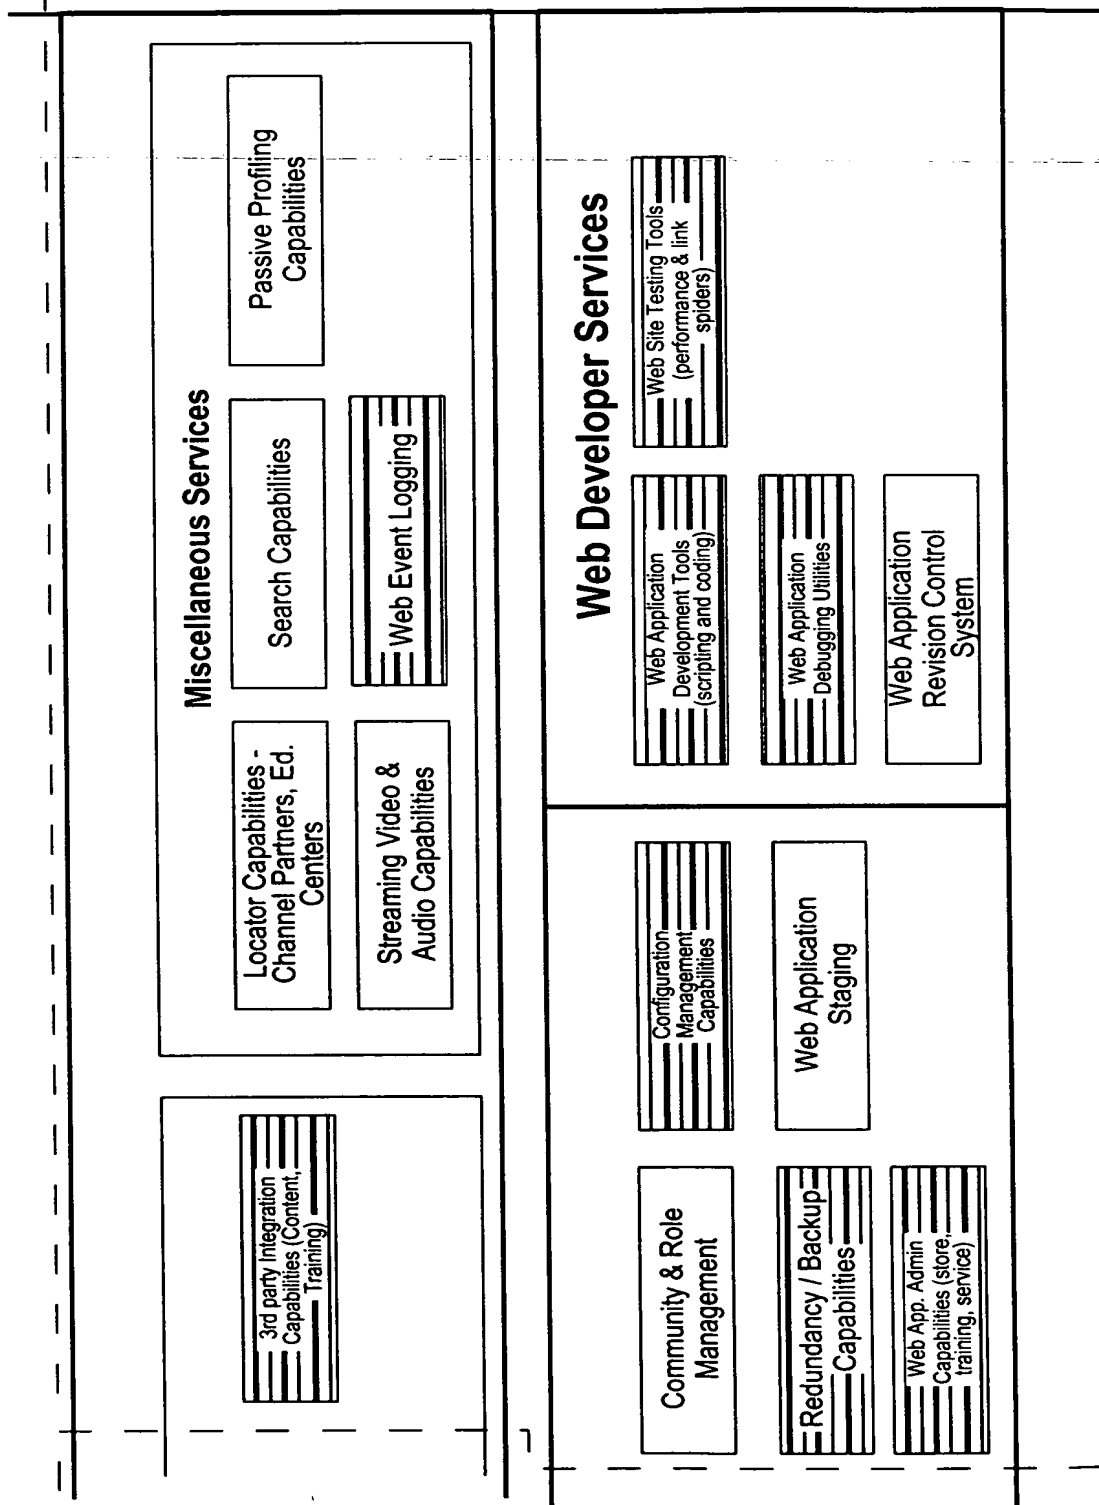 Miscellaneous Services
Locator Capabilities -
Channel Partners, Ed.
Centers
Search Capabilities
Passive Profiling
Capabilities
Streaming Video &
Audio Capabilities
Web Event Logging
3rd party Integration
Capabilities (Content,
Training)
Web Developer Services
Web Application
Development Tools
(scripting and coding)
Web Site Testing Tools
(performance & link
spiders)
Web Application
Debugging Utilities
Web Application
Revision Control
System
Community & Role
Management
Configuration
Management
Capabilities
Redundancy / Backup
Capabilities
Web Application
Staging
Web App. Admin
Capabilities (store,
training, service)